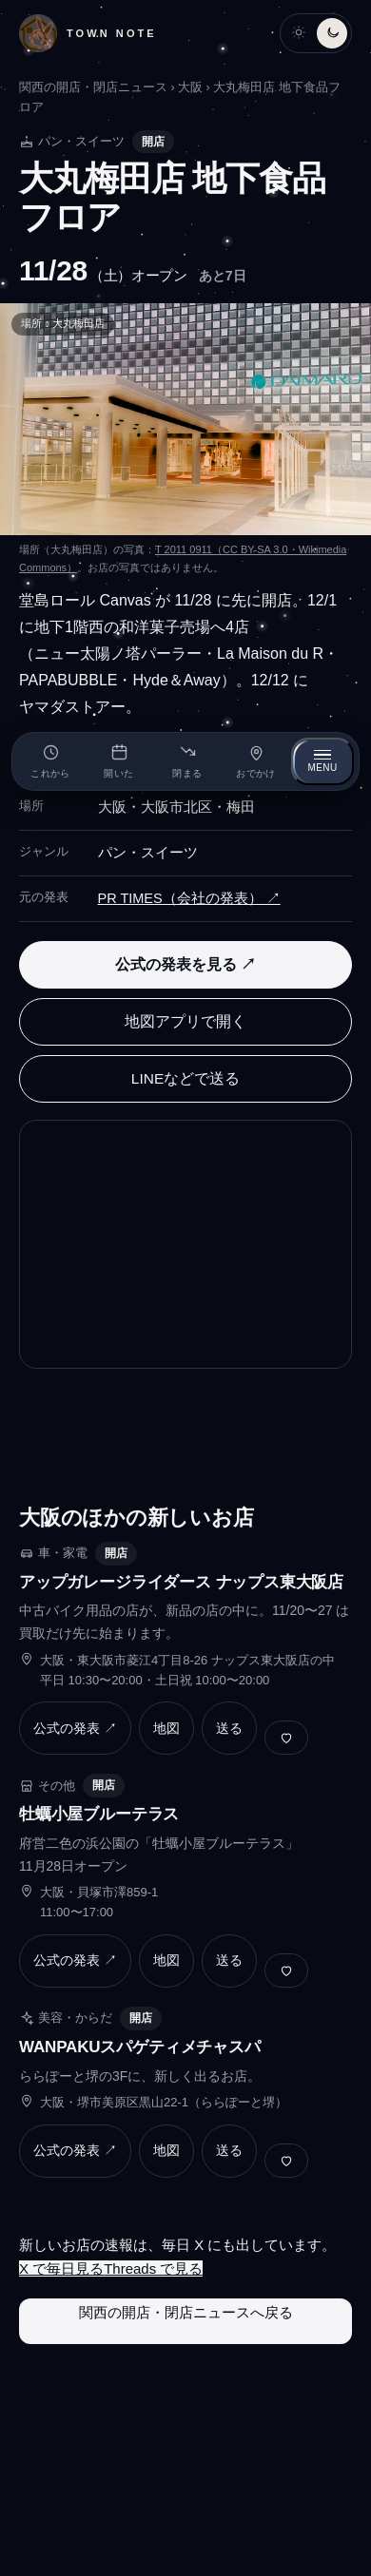 TOWN NOTE
関西の開店・閉店ニュース › 大阪 › 大丸梅田店 地下食品フ
ロア
パン・スイーツ 開店
大丸梅田店 地下食品
フロア
11/28（土）オープン あと7日
場所：大丸梅田店
DAIMARU
場所（大丸梅田店）の写真：T 2011 0911（CC BY-SA 3.0・Wikimedia
Commons）。お店の写真ではありません。
堂島ロール Canvas が 11/28 に先に開店。12/1
に地下1階西の和洋菓子売場へ4店
（ニュー太陽ノ塔パーラー・La Maison du R・
PAPABUBBLE・Hyde＆Away）。12/12 に
ヤマダストアー。
これから 開いた 閉まる おでかけ MENU
場所 大阪・大阪市北区・梅田
ジャンル パン・スイーツ
元の発表 PR TIMES（会社の発表） ↗
公式の発表を見る ↗
地図アプリで開く
LINEなどで送る
大阪のほかの新しいお店
車・家電 開店
アップガレージライダース ナップス東大阪店
中古バイク用品の店が、新品の店の中に。11/20〜27 は
買取だけ先に始まります。
大阪・東大阪市菱江4丁目8-26 ナップス東大阪店の中
平日 10:30〜20:00・土日祝 10:00〜20:00
公式の発表 ↗ 地図 送る
その他 開店
牡蠣小屋ブルーテラス
府営二色の浜公園の「牡蠣小屋ブルーテラス」
11月28日オープン
大阪・貝塚市澤859-1
11:00〜17:00
公式の発表 ↗ 地図 送る
美容・からだ 開店
WANPAKUスパゲティメチャスパ
ららぽーと堺の3Fに、新しく出るお店。
大阪・堺市美原区黒山22-1（ららぽーと堺）
公式の発表 ↗ 地図 送る
新しいお店の速報は、毎日 X にも出しています。
X で毎日見るThreads で見る
関西の開店・閉店ニュースへ戻る